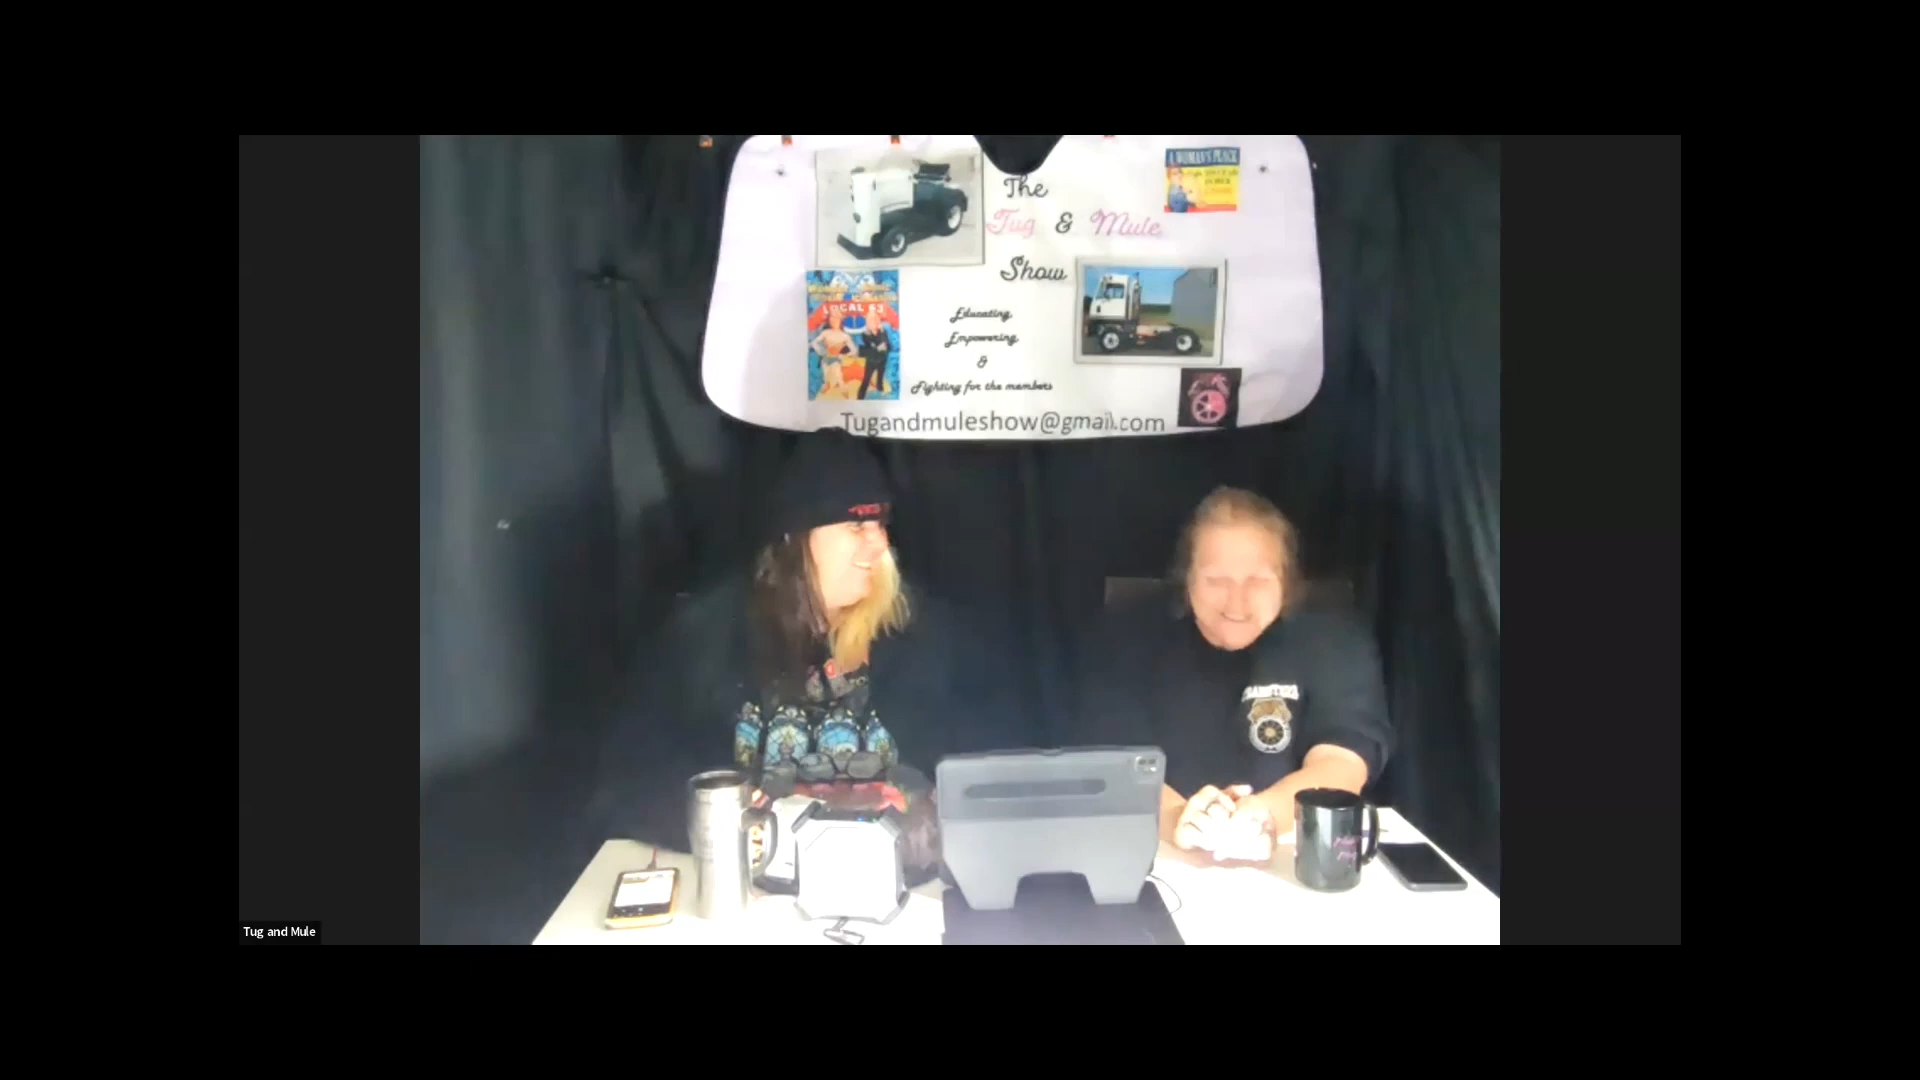 The
Tug & Mule
Show
A WOMAN'S PLACE
LOCAL 63
Educating,
Empowering
&
Fighting for the members
Tugandmuleshow@gmail.com
TEAMSTERS
Tug and Mule